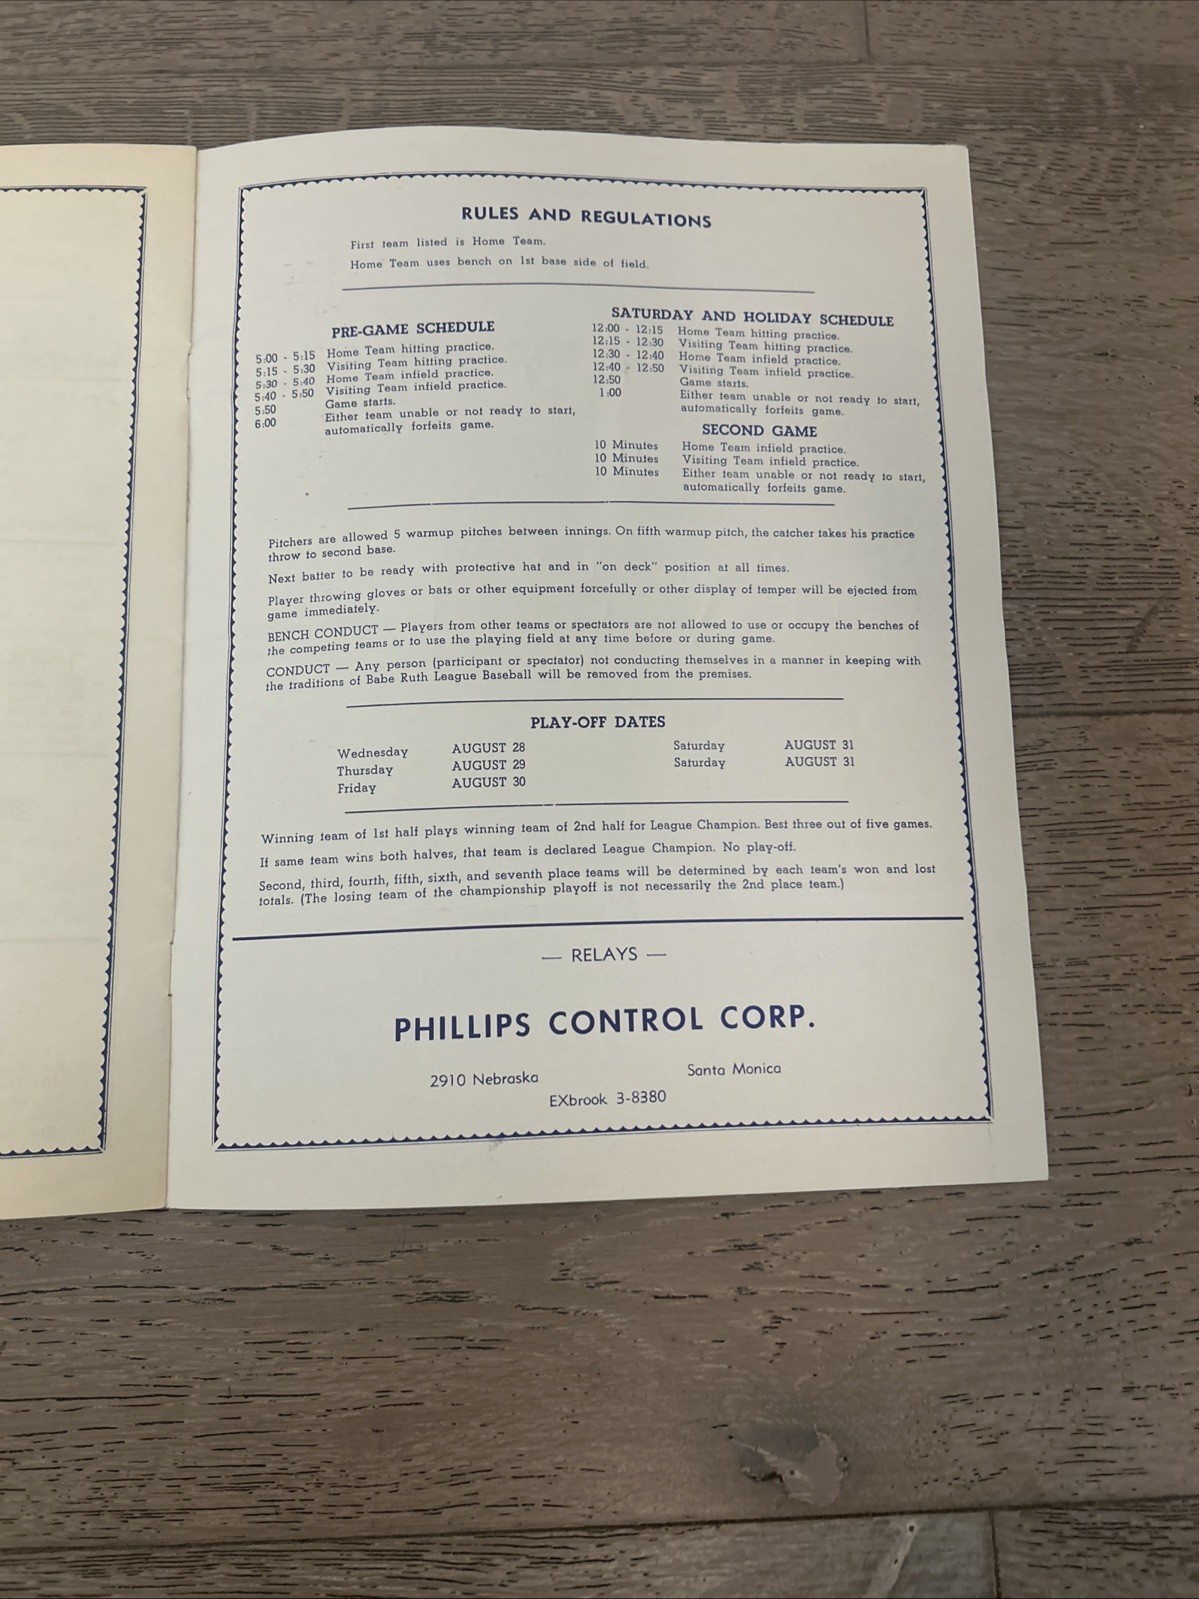 RULES AND REGULATIONS
First team listed is Home Team.
Home Team uses bench on 1st base side of field.
PRE-GAME SCHEDULE
5:00 - 5:15 Home Team hitting practice.
5:15 - 5:30 Visiting Team hitting practice.
5:30 - 5:40 Home Team infield practice.
5:40 - 5:50 Visiting Team infield practice.
5:50 Game starts.
6:00 Either team unable or not ready to start,
automatically forfeits game.
SATURDAY AND HOLIDAY SCHEDULE
12:00 - 12:15 Home Team hitting practice.
12:15 - 12:30 Visiting Team hitting practice.
12:30 - 12:40 Home Team infield practice.
12:40 - 12:50 Visiting Team infield practice.
12:50 Game starts.
1:00 Either team unable or not ready to start,
automatically forfeits game.
SECOND GAME
10 Minutes Home Team infield practice.
10 Minutes Visiting Team infield practice.
10 Minutes Either team unable or not ready to start,
automatically forfeits game.
Pitchers are allowed 5 warmup pitches between innings. On fifth warmup pitch, the catcher takes his practice
throw to second base.
Next batter to be ready with protective hat and in "on deck" position at all times.
Player throwing gloves or bats or other equipment forcefully or other display of temper will be ejected from
game immediately.
BENCH CONDUCT — Players from other teams or spectators are not allowed to use or occupy the benches of
the competing teams or to use the playing field at any time before or during game.
CONDUCT — Any person (participant or spectator) not conducting themselves in a manner in keeping with
the traditions of Babe Ruth League Baseball will be removed from the premises.
PLAY-OFF DATES
Wednesday AUGUST 28 Saturday AUGUST 31
Thursday AUGUST 29 Saturday AUGUST 31
Friday AUGUST 30
Winning team of 1st half plays winning team of 2nd half for League Champion. Best three out of five games.
If same team wins both halves, that team is declared League Champion. No play-off.
Second, third, fourth, fifth, sixth, and seventh place teams will be determined by each team's won and lost
totals. (The losing team of the championship playoff is not necessarily the 2nd place team.)
— RELAYS —
PHILLIPS CONTROL CORP.
2910 Nebraska Santa Monica
EXbrook 3-8380